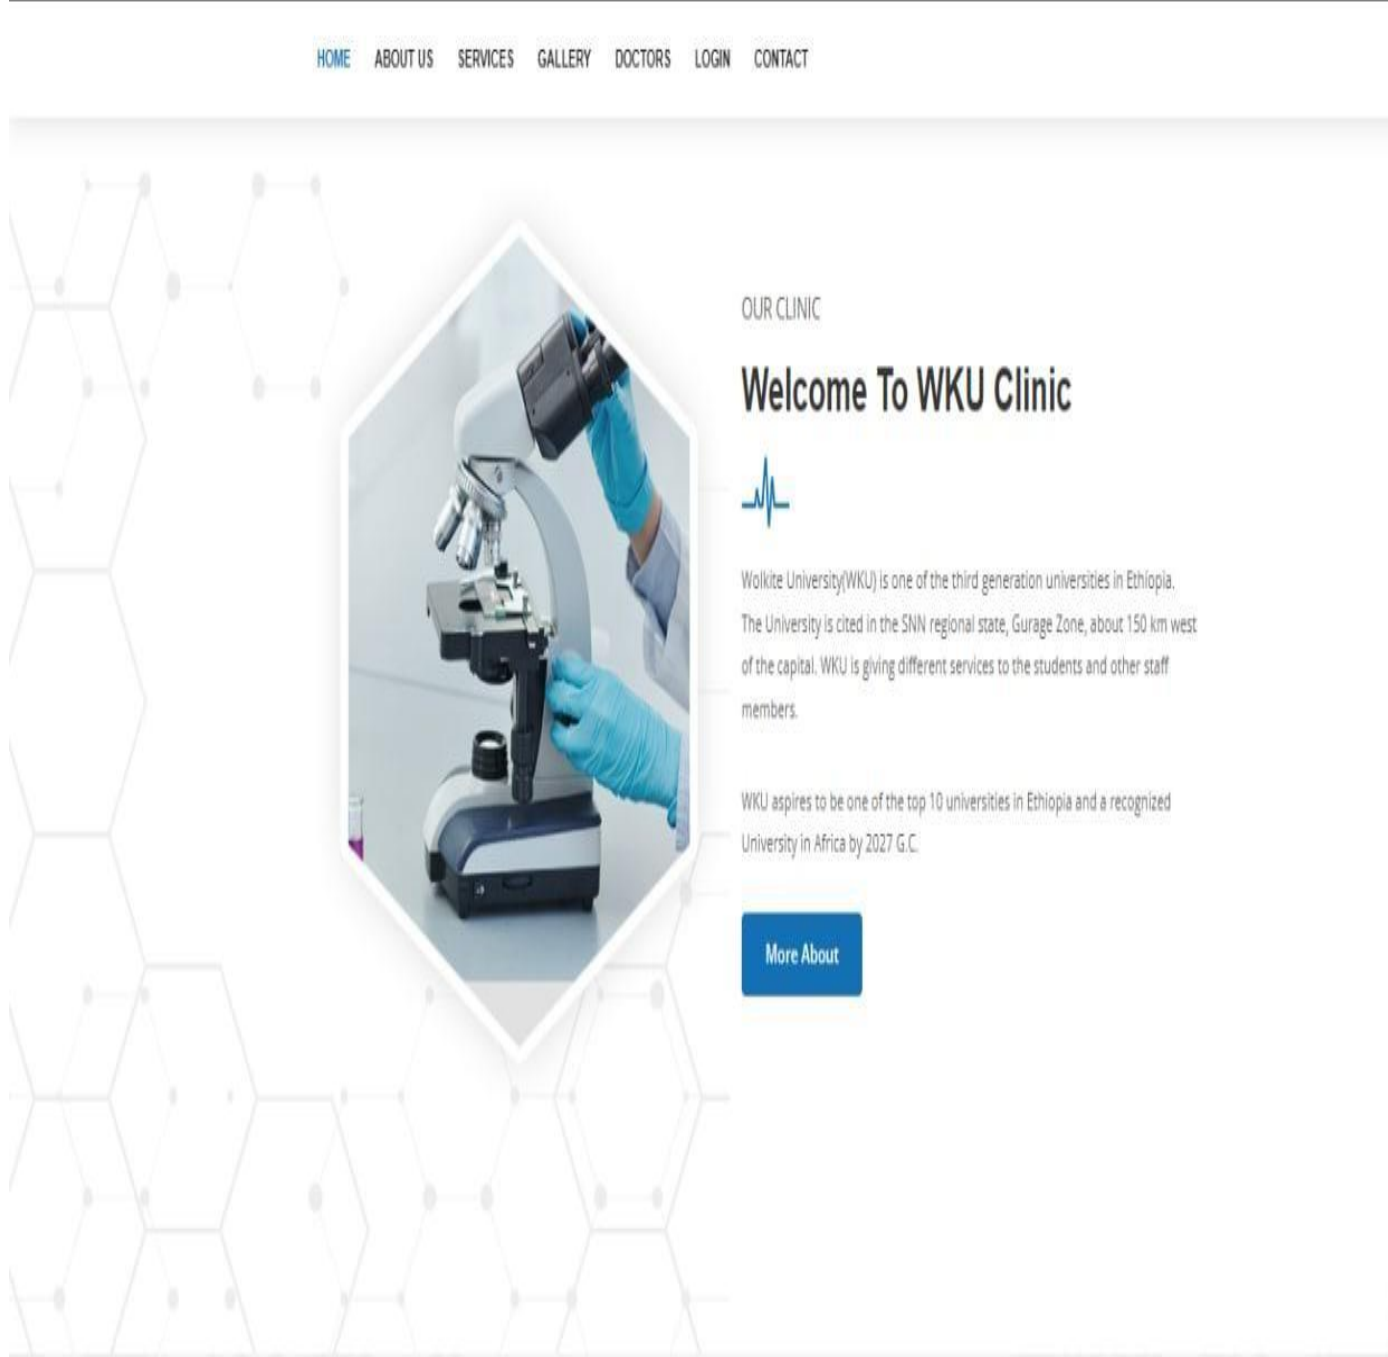 HOME ABOUT US SERVICES GALLERY DOCTORS LOGIN CONTACT
OUR CLINIC
Welcome To WKU Clinic
Wolkite University(WKU) is one of the third generation universities in Ethiopia.
The University is cited in the SNN regional state, Gurage Zone, about 150 km west
of the capital. WKU is giving different services to the students and other staff
members.
WKU aspires to be one of the top 10 universities in Ethiopia and a recognized
University in Africa by 2027 G.C.
More About